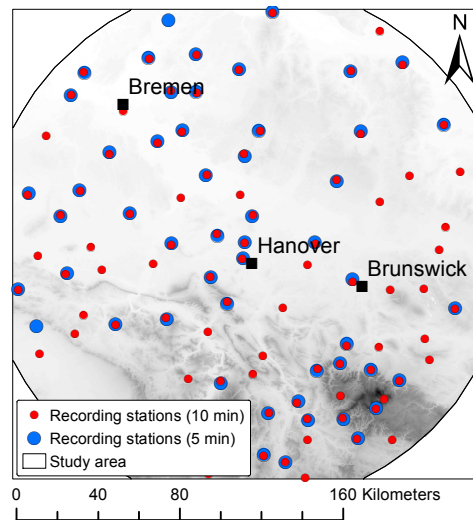 N
Bremen
Hanover
Brunswick
Recording stations (10 min)
Recording stations (5 min)
Study area
0 40 80 160 Kilometers